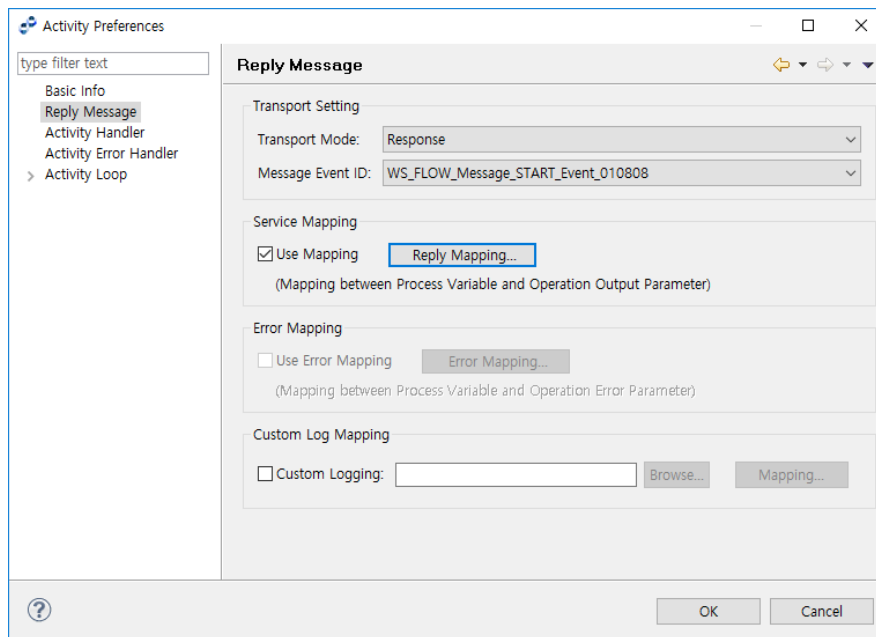 Activity Preferences
type filter text
Basic Info
Reply Message
Activity Handler
Activity Error Handler
Activity Loop
Reply Message
Transport Setting
Transport Mode: Response
Message Event ID: WS_FLOW_Message_START_Event_010808
Service Mapping
Use Mapping Reply Mapping...
(Mapping between Process Variable and Operation Output Parameter)
Error Mapping
Use Error Mapping Error Mapping...
(Mapping between Process Variable and Operation Error Parameter)
Custom Log Mapping
Custom Logging: Browse... Mapping...
OK Cancel